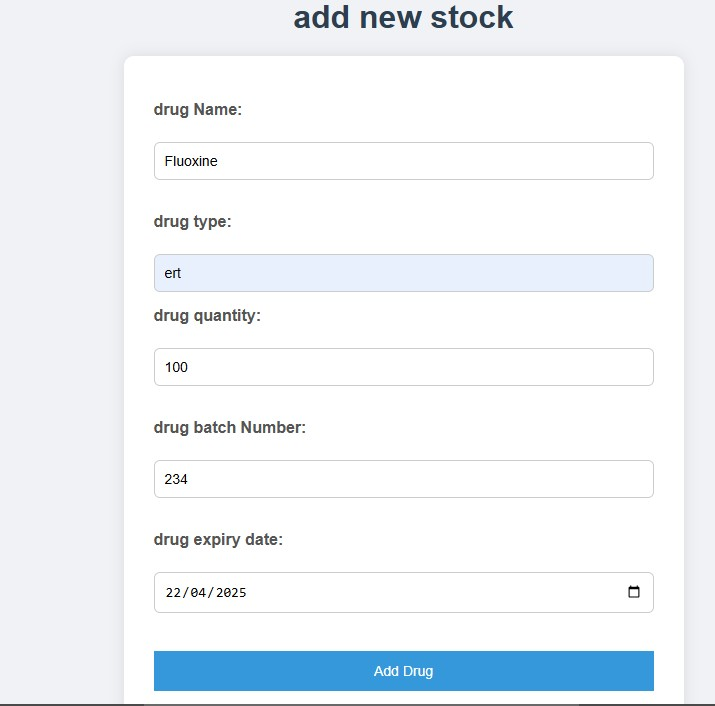 add new stock
drug Name:
Fluoxine
drug type:
ert
drug quantity:
100
drug batch Number:
234
drug expiry date:
22/04/2025
Add Drug